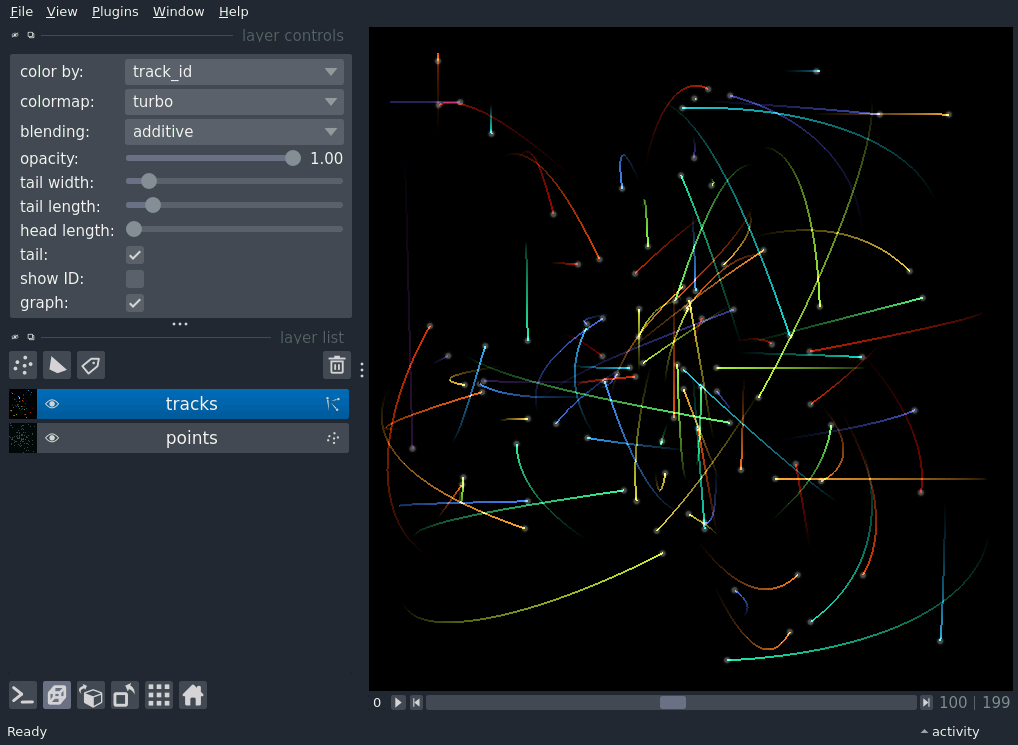 File View Plugins Window Help
layer controls
color by: track_id
colormap: turbo
blending: additive
opacity: 1.00
tail width:
tail length:
head length:
tail:
show ID:
graph:
layer list
tracks
points
0 100 | 199
Ready activity